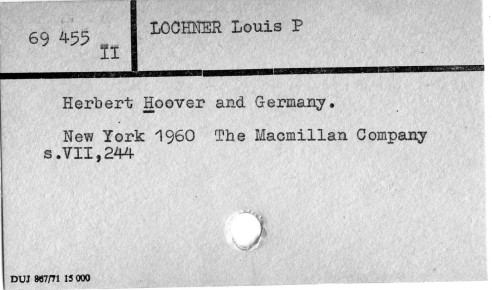 69 455
II
LOCHNER Louis P
Herbert Hoover and Germany.
New York 1960 The Macmillan Company
s.VII,244
DUJ 867/71 15 000